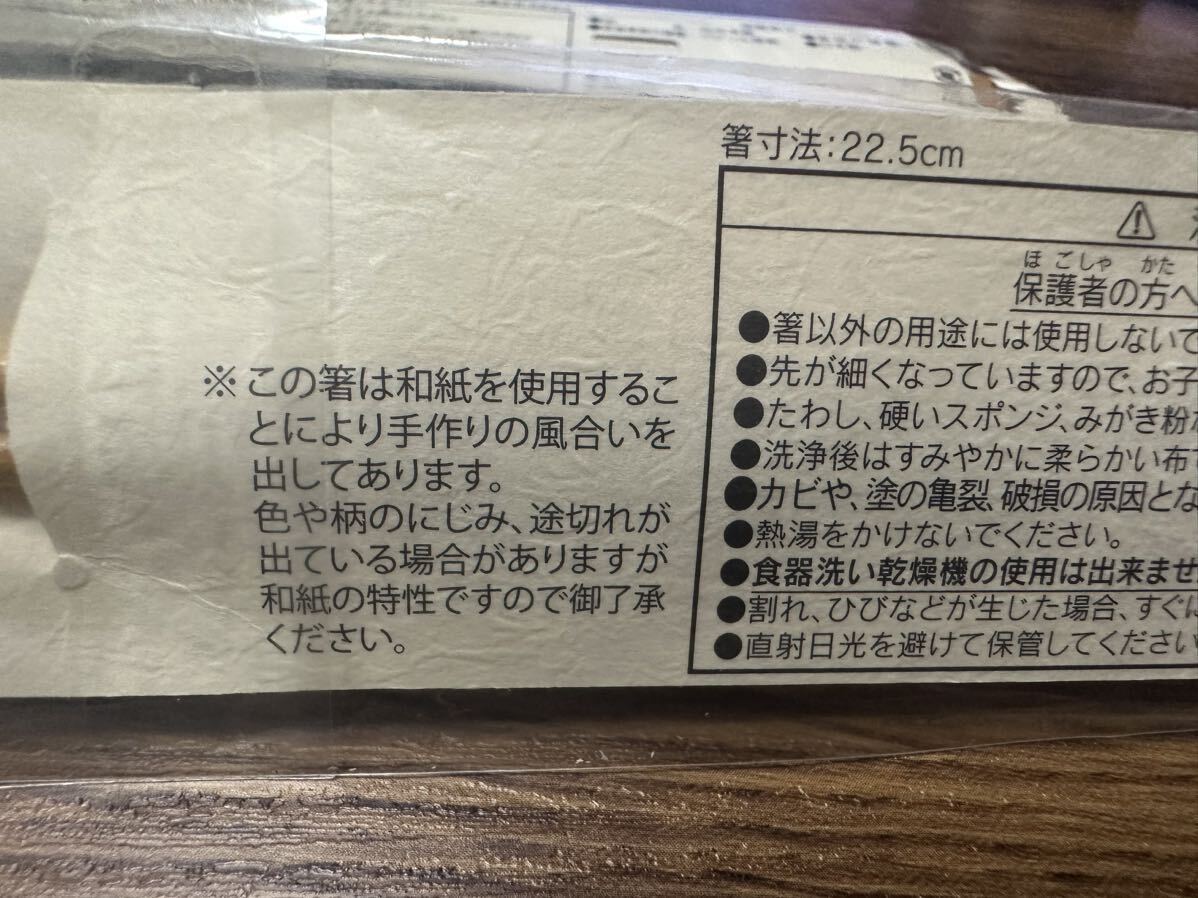 ※この箸は和紙を使用するこ
とにより手作りの風合いを
出してあります。
色や柄のにじみ、途切れが
出ている場合がありますが
和紙の特性ですので御了承
ください。
箸寸法:22.5cm
⚠
ほごしゃ かた
保護者の方へ
●箸以外の用途には使用しないで
●先が細くなっていますので、お子
●たわし、硬いスポンジ、みがき粉
●洗浄後はすみやかに柔らかい布
●カビや、塗の亀裂、破損の原因とな
●熱湯をかけないでください。
●食器洗い乾燥機の使用は出来ませ
●割れ、ひびなどが生じた場合、すぐ
●直射日光を避けて保管してください